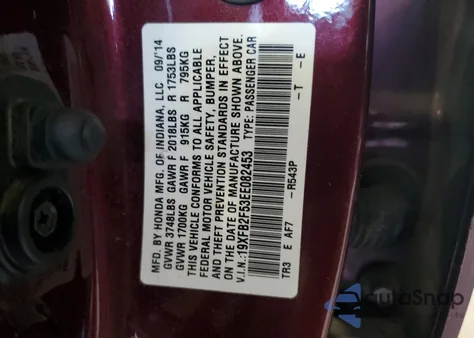 MFD. BY HONDA MFG. OF INDIANA, LLC 09/14
GVWR 3748LBS GAWR F 2018LBS R 1753LBS
GVWR 1700KG GAWR F 915KG R 795KG
THIS VEHICLE CONFORMS TO ALL APPLICABLE
FEDERAL MOTOR VEHICLE SAFETY, BUMPER,
AND THEFT PREVENTION STANDARDS IN EFFECT
ON THE DATE OF MANUFACTURE SHOWN ABOVE.
V.I.N.:19XFB2F53EE082453 TYPE: PASSENGER CAR
TR3 E AF7 -R543P -T -E